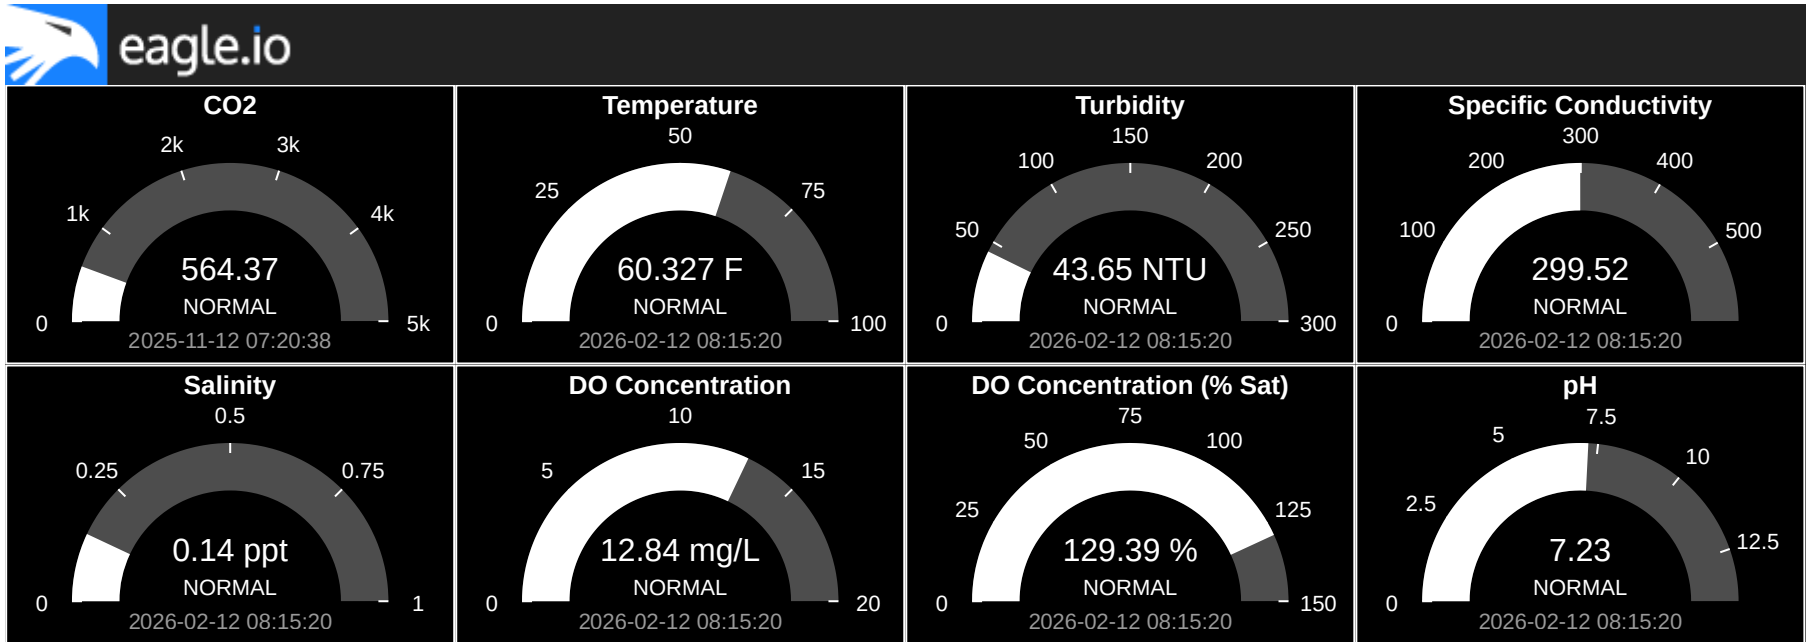 eagle.io
CO2
2k
3k
1k
4k
0
5k
564.37
NORMAL
2025-11-12 07:20:38
Temperature
50
25
75
0
100
60.327 F
NORMAL
2026-02-12 08:15:20
Turbidity
150
100
200
50
250
0
300
43.65 NTU
NORMAL
2026-02-12 08:15:20
Specific Conductivity
300
200
400
100
500
0
299.52
NORMAL
2026-02-12 08:15:20
Salinity
0.5
0.25
0.75
0
1
0.14 ppt
NORMAL
2026-02-12 08:15:20
DO Concentration
10
5
15
0
20
12.84 mg/L
NORMAL
2026-02-12 08:15:20
DO Concentration (% Sat)
75
50
100
25
125
0
150
129.39 %
NORMAL
2026-02-12 08:15:20
pH
7.5
5
10
2.5
12.5
0
7.23
NORMAL
2026-02-12 08:15:20